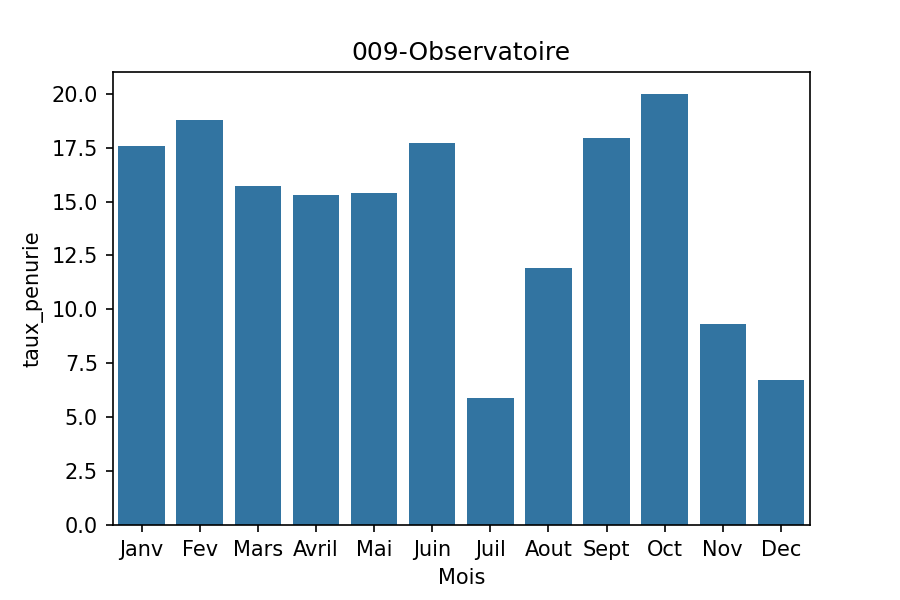 009-Observatoire
taux_penurie
20.0
17.5
15.0
12.5
10.0
7.5
5.0
2.5
0.0
Janv Fev Mars Avril Mai Juin Juil Aout Sept Oct Nov Dec
Mois